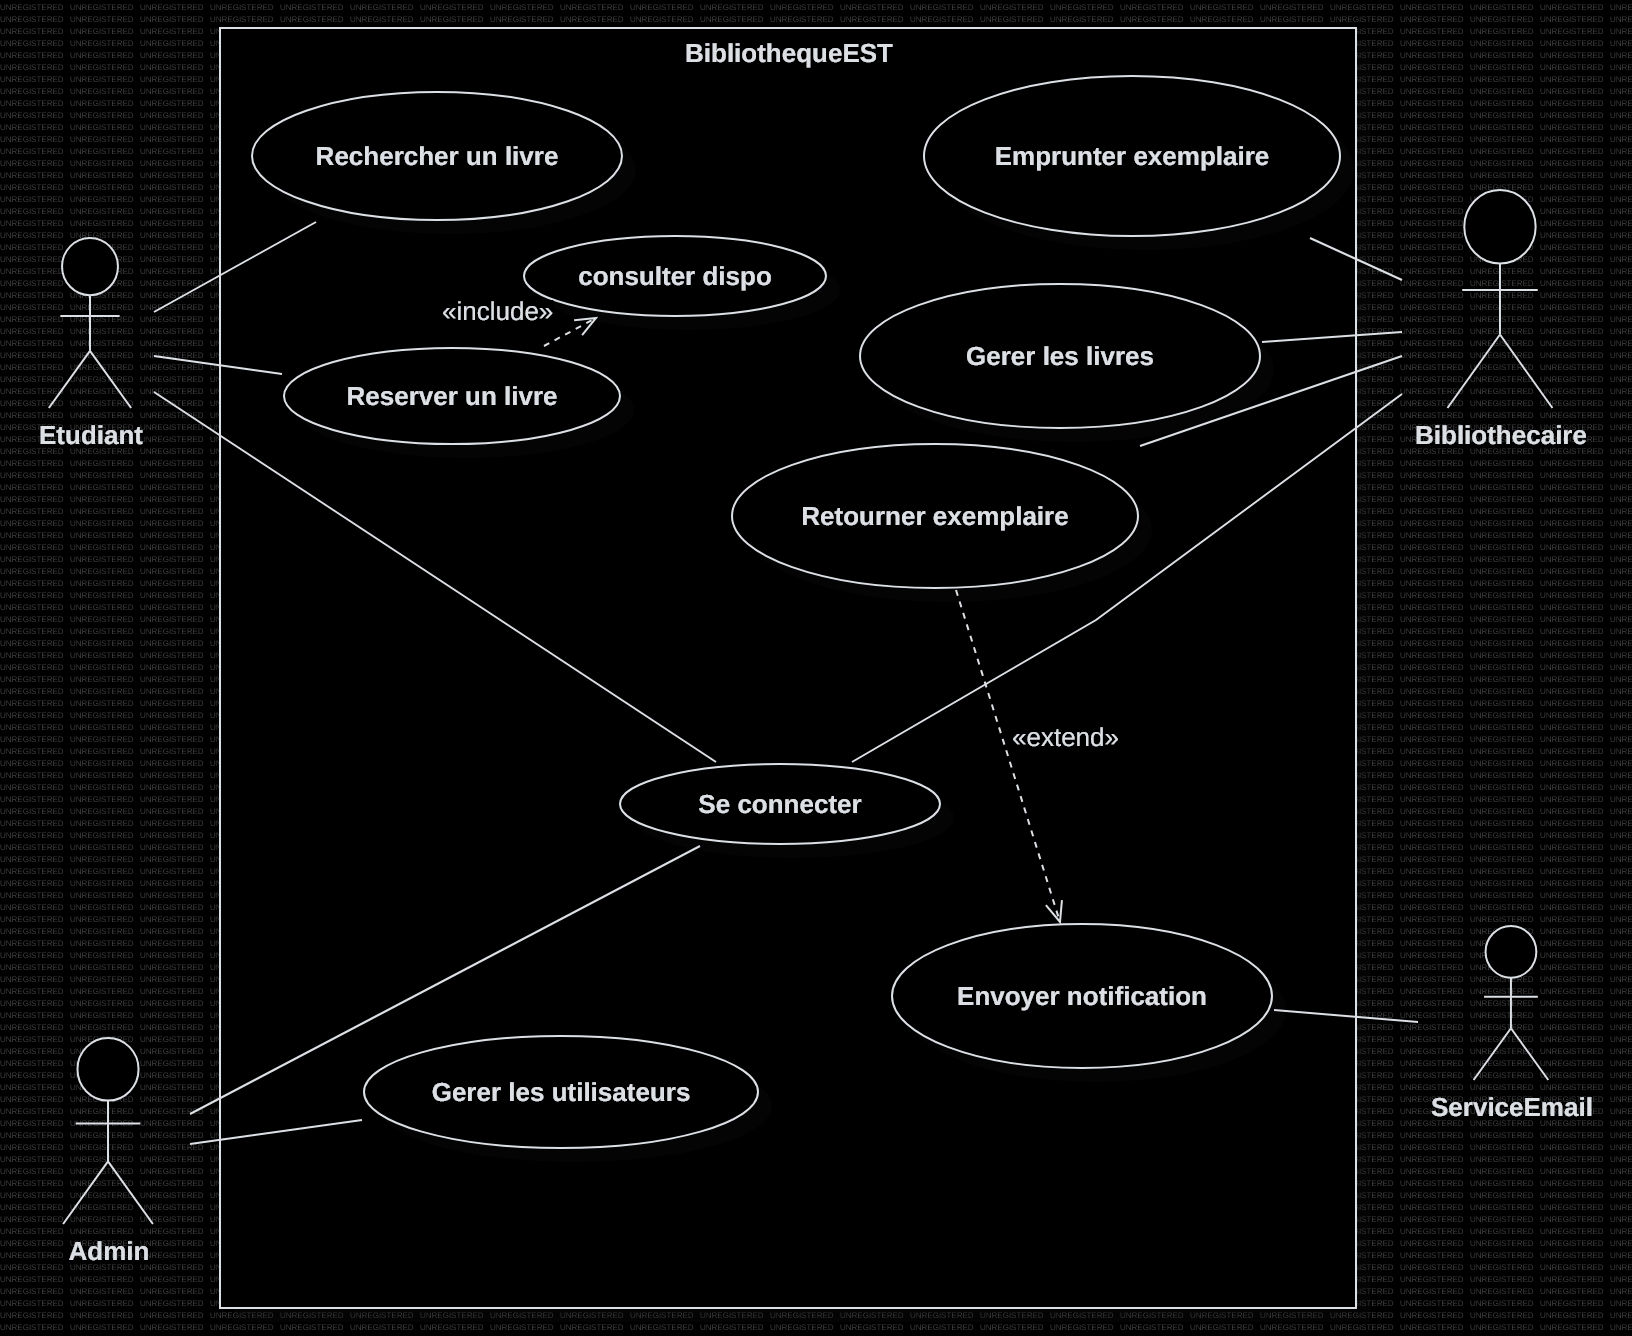 BibliothequeEST
Rechercher un livre
Emprunter exemplaire
consulter dispo
«include»
Gerer les livres
Reserver un livre
Etudiant
Bibliothecaire
Retourner exemplaire
«extend»
Se connecter
Envoyer notification
Gerer les utilisateurs
ServiceEmail
Admin
UNREGISTERED